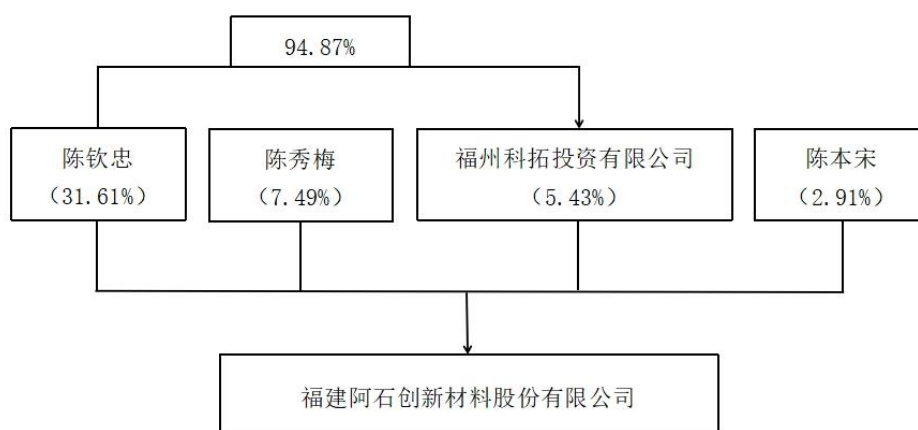 94.87%
陈钦忠
（31.61%）
陈秀梅
（7.49%）
福州科拓投资有限公司
（5.43%）
陈本宋
（2.91%）
福建阿石创新材料股份有限公司